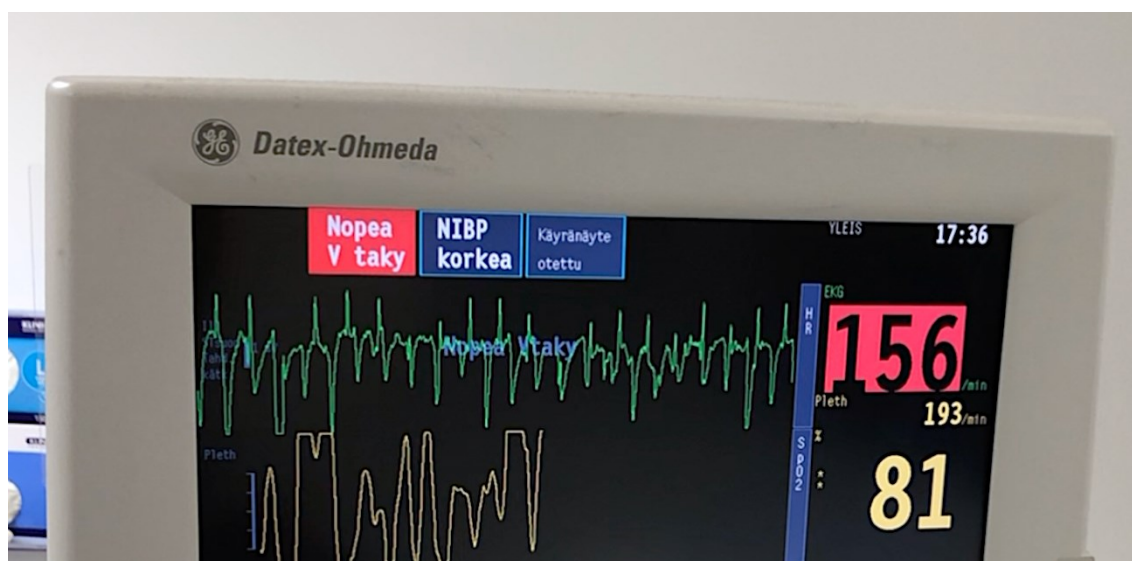 GE Datex-Ohmeda
Nopea
V taky
NIBP
korkea
Käyränäyte
otettu
YLEIS
17:36
EKG
HR
156
/min
Nopea Vtaky
Pleth
193/min
Pleth
SpO2
%
81